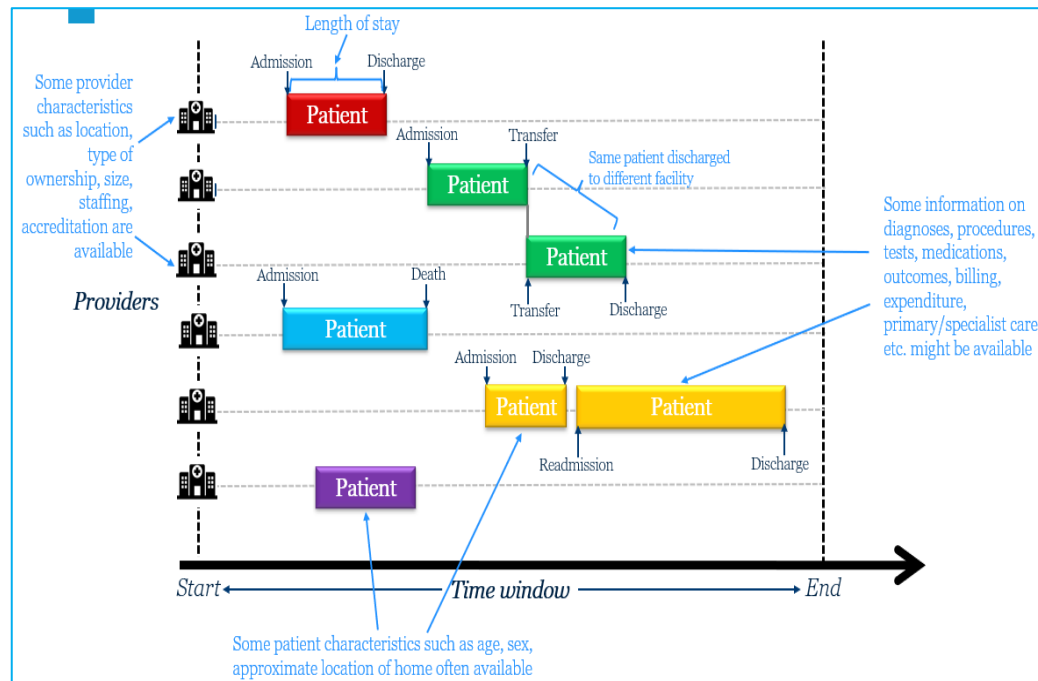 Length of stay
Admission
Discharge
Some provider
characteristics
such as location,
type of
ownership, size,
staffing,
accreditation are
available
Patient
Admission
Transfer
Patient
Same patient discharged
to different facility
Some information on
diagnoses, procedures,
tests, medications,
outcomes, billing,
expenditure,
primary/specialist care
etc. might be available
Patient
Transfer
Discharge
Providers
Admission
Death
Patient
Admission
Discharge
Patient
Patient
Readmission
Discharge
Patient
Start
Time window
End
Some patient characteristics such as age, sex,
approximate location of home often available